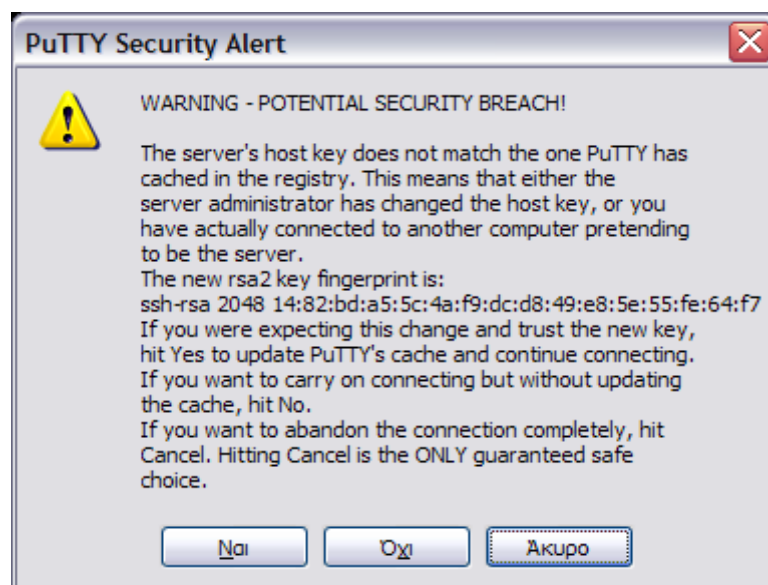 PuTTY Security Alert
WARNING - POTENTIAL SECURITY BREACH!
The server's host key does not match the one PuTTY has
cached in the registry. This means that either the
server administrator has changed the host key, or you
have actually connected to another computer pretending
to be the server.
The new rsa2 key fingerprint is:
ssh-rsa 2048 14:82:bd:a5:5c:4a:f9:dc:d8:49:e8:5e:55:fe:64:f7
If you were expecting this change and trust the new key,
hit Yes to update PuTTY's cache and continue connecting.
If you want to carry on connecting but without updating
the cache, hit No.
If you want to abandon the connection completely, hit
Cancel. Hitting Cancel is the ONLY guaranteed safe
choice.
Ναι Όχι Άκυρο